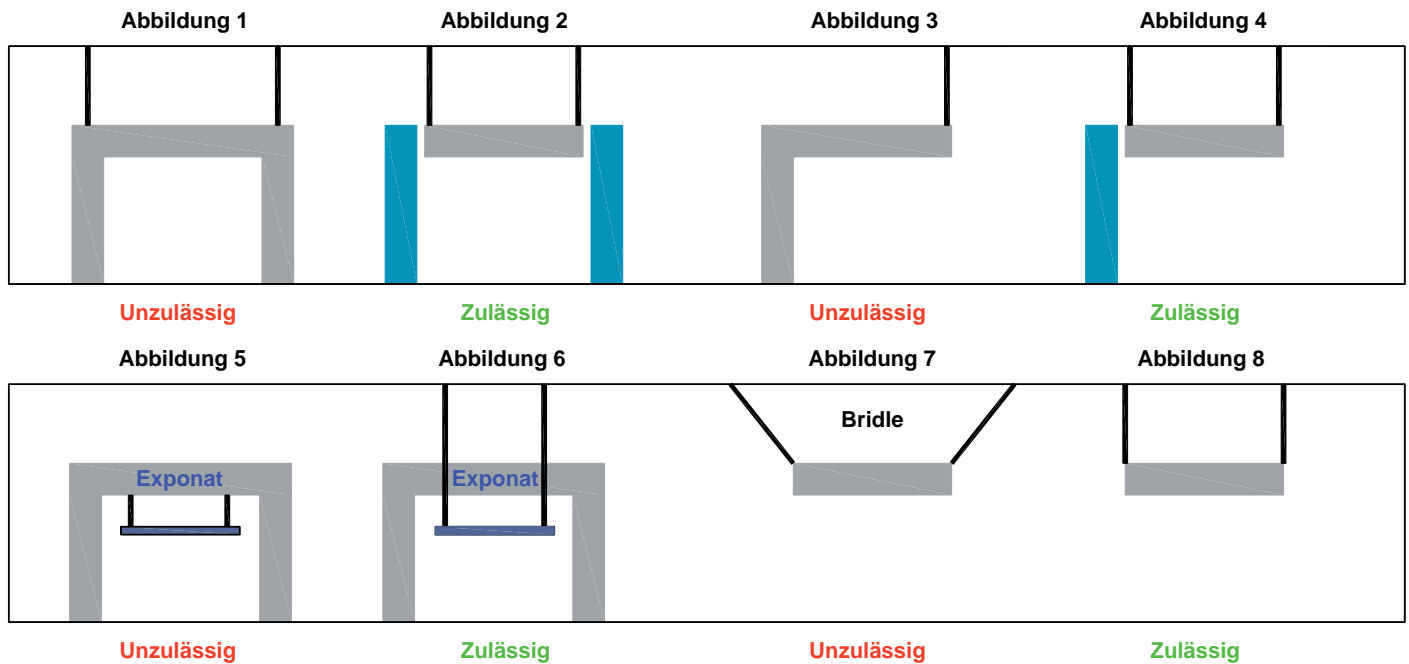 Abbildung 1 Abbildung 2 Abbildung 3 Abbildung 4
Unzulässig Zulässig Unzulässig Zulässig
Abbildung 5 Abbildung 6 Abbildung 7 Abbildung 8
Bridle
Exponat Exponat
Unzulässig Zulässig Unzulässig Zulässig